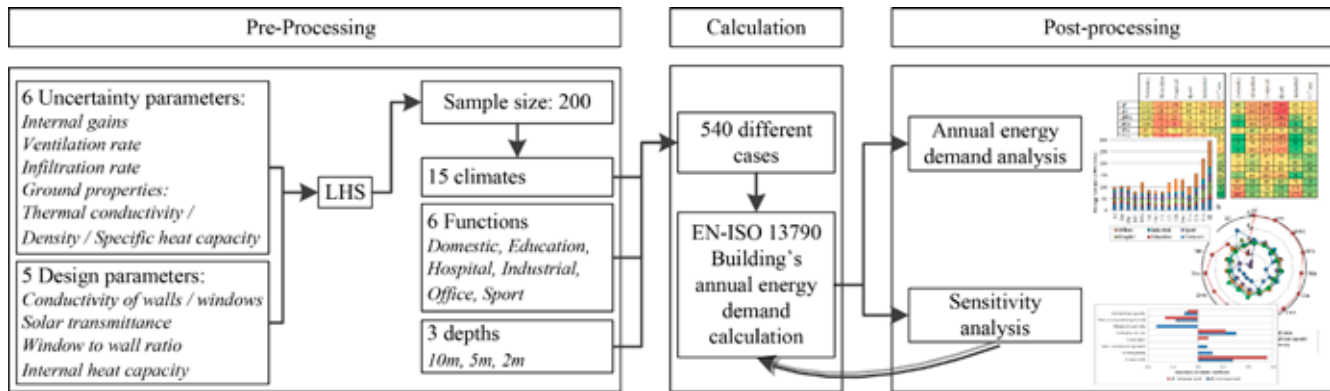 Pre-Processing
Calculation
Post-processing
6 Uncertainty parameters:
Internal gains
Ventilation rate
Infiltration rate
Ground properties:
Thermal conductivity /
Density / Specific heat capacity
5 Design parameters:
Conductivity of walls / windows
Solar transmittance
Window to wall ratio
Internal heat capacity
LHS
Sample size: 200
15 climates
6 Functions
Domestic, Education,
Hospital, Industrial,
Office, Sport
3 depths
10m, 5m, 2m
540 different
cases
EN-ISO 13790
Building's
annual energy
demand
calculation
Annual energy
demand analysis
Sensitivity
analysis